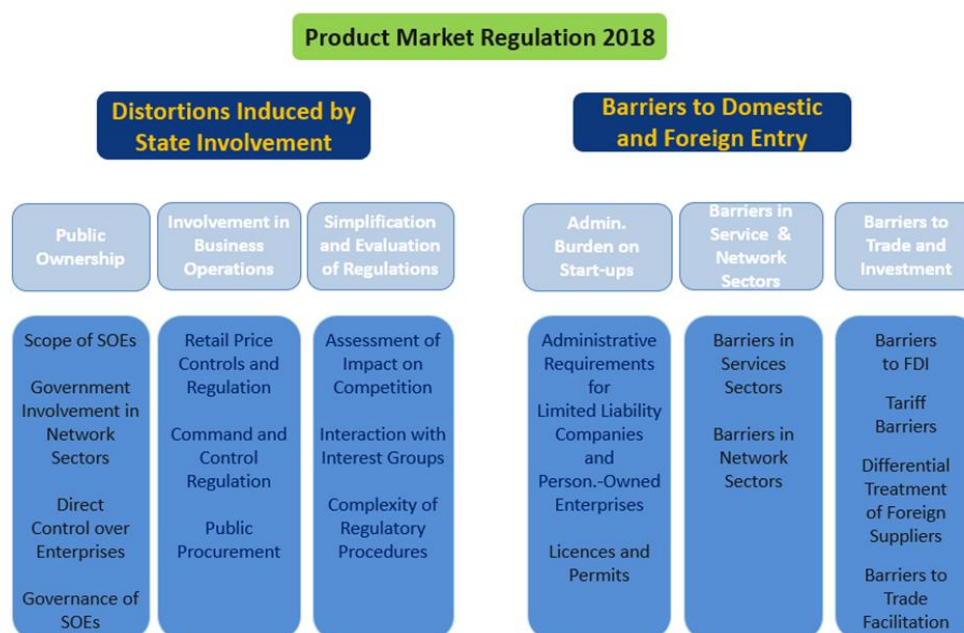 Product Market Regulation 2018
Distortions Induced by
State Involvement
Barriers to Domestic
and Foreign Entry
Public
Ownership
Involvement in
Business
Operations
Simplification
and Evaluation
of Regulations
Admin.
Burden on
Start-ups
Barriers in
Service &
Network
Sectors
Barriers to
Trade and
Investment
Scope of SOEs
Government
Involvement in
Network
Sectors
Direct
Control over
Enterprises
Governance of
SOEs
Retail Price
Controls and
Regulation
Command and
Control
Regulation
Public
Procurement
Assessment of
Impact on
Competition
Interaction with
Interest Groups
Complexity of
Regulatory
Procedures
Administrative
Requirements
for
Limited Liability
Companies
and
Person.-Owned
Enterprises
Licences and
Permits
Barriers in
Services
Sectors
Barriers in
Network
Sectors
Barriers
to FDI
Tariff
Barriers
Differential
Treatment
of Foreign
Suppliers
Barriers to
Trade
Facilitation